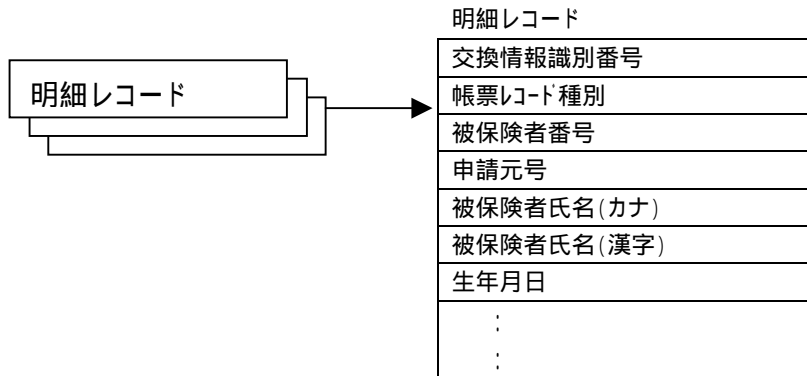 明細レコード
明細レコード
交換情報識別番号
帳票ﾚｺｰﾄﾞ種別
被保険者番号
申請元号
被保険者氏名(カナ)
被保険者氏名(漢字)
生年月日
:
: